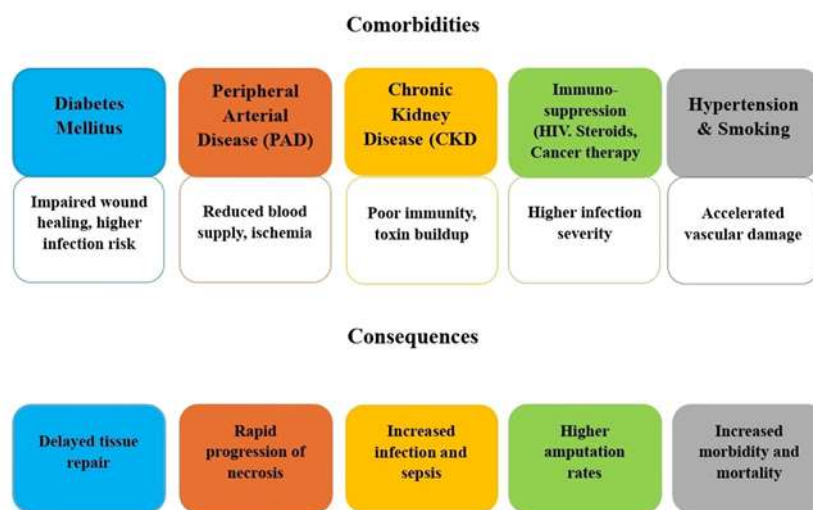 Comorbidities
Diabetes
Mellitus
Peripheral
Arterial
Disease (PAD)
Chronic
Kidney
Disease (CKD
Immuno-
suppression
(HIV. Steroids,
Cancer therapy
Hypertension
& Smoking
Impaired wound
healing, higher
infection risk
Reduced blood
supply, ischemia
Poor immunity,
toxin buildup
Higher infection
severity
Accelerated
vascular damage
Consequences
Delayed tissue
repair
Rapid
progression of
necrosis
Increased
infection and
sepsis
Higher
amputation
rates
Increased
morbidity and
mortality